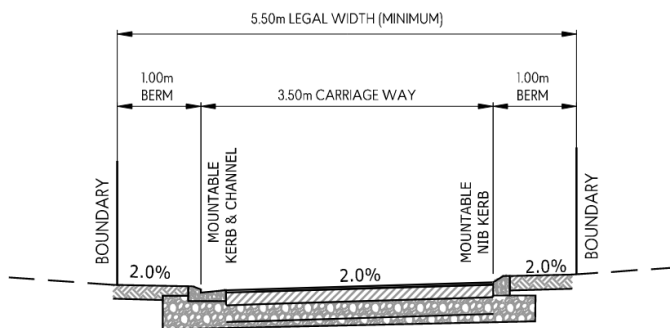 5.50m LEGAL WIDTH (MINIMUM)
1.00m
BERM
3.50m CARRIAGE WAY
1.00m
BERM
BOUNDARY
MOUNTABLE
KERB & CHANNEL
MOUNTABLE
NIB KERB
BOUNDARY
2.0%
2.0%
2.0%